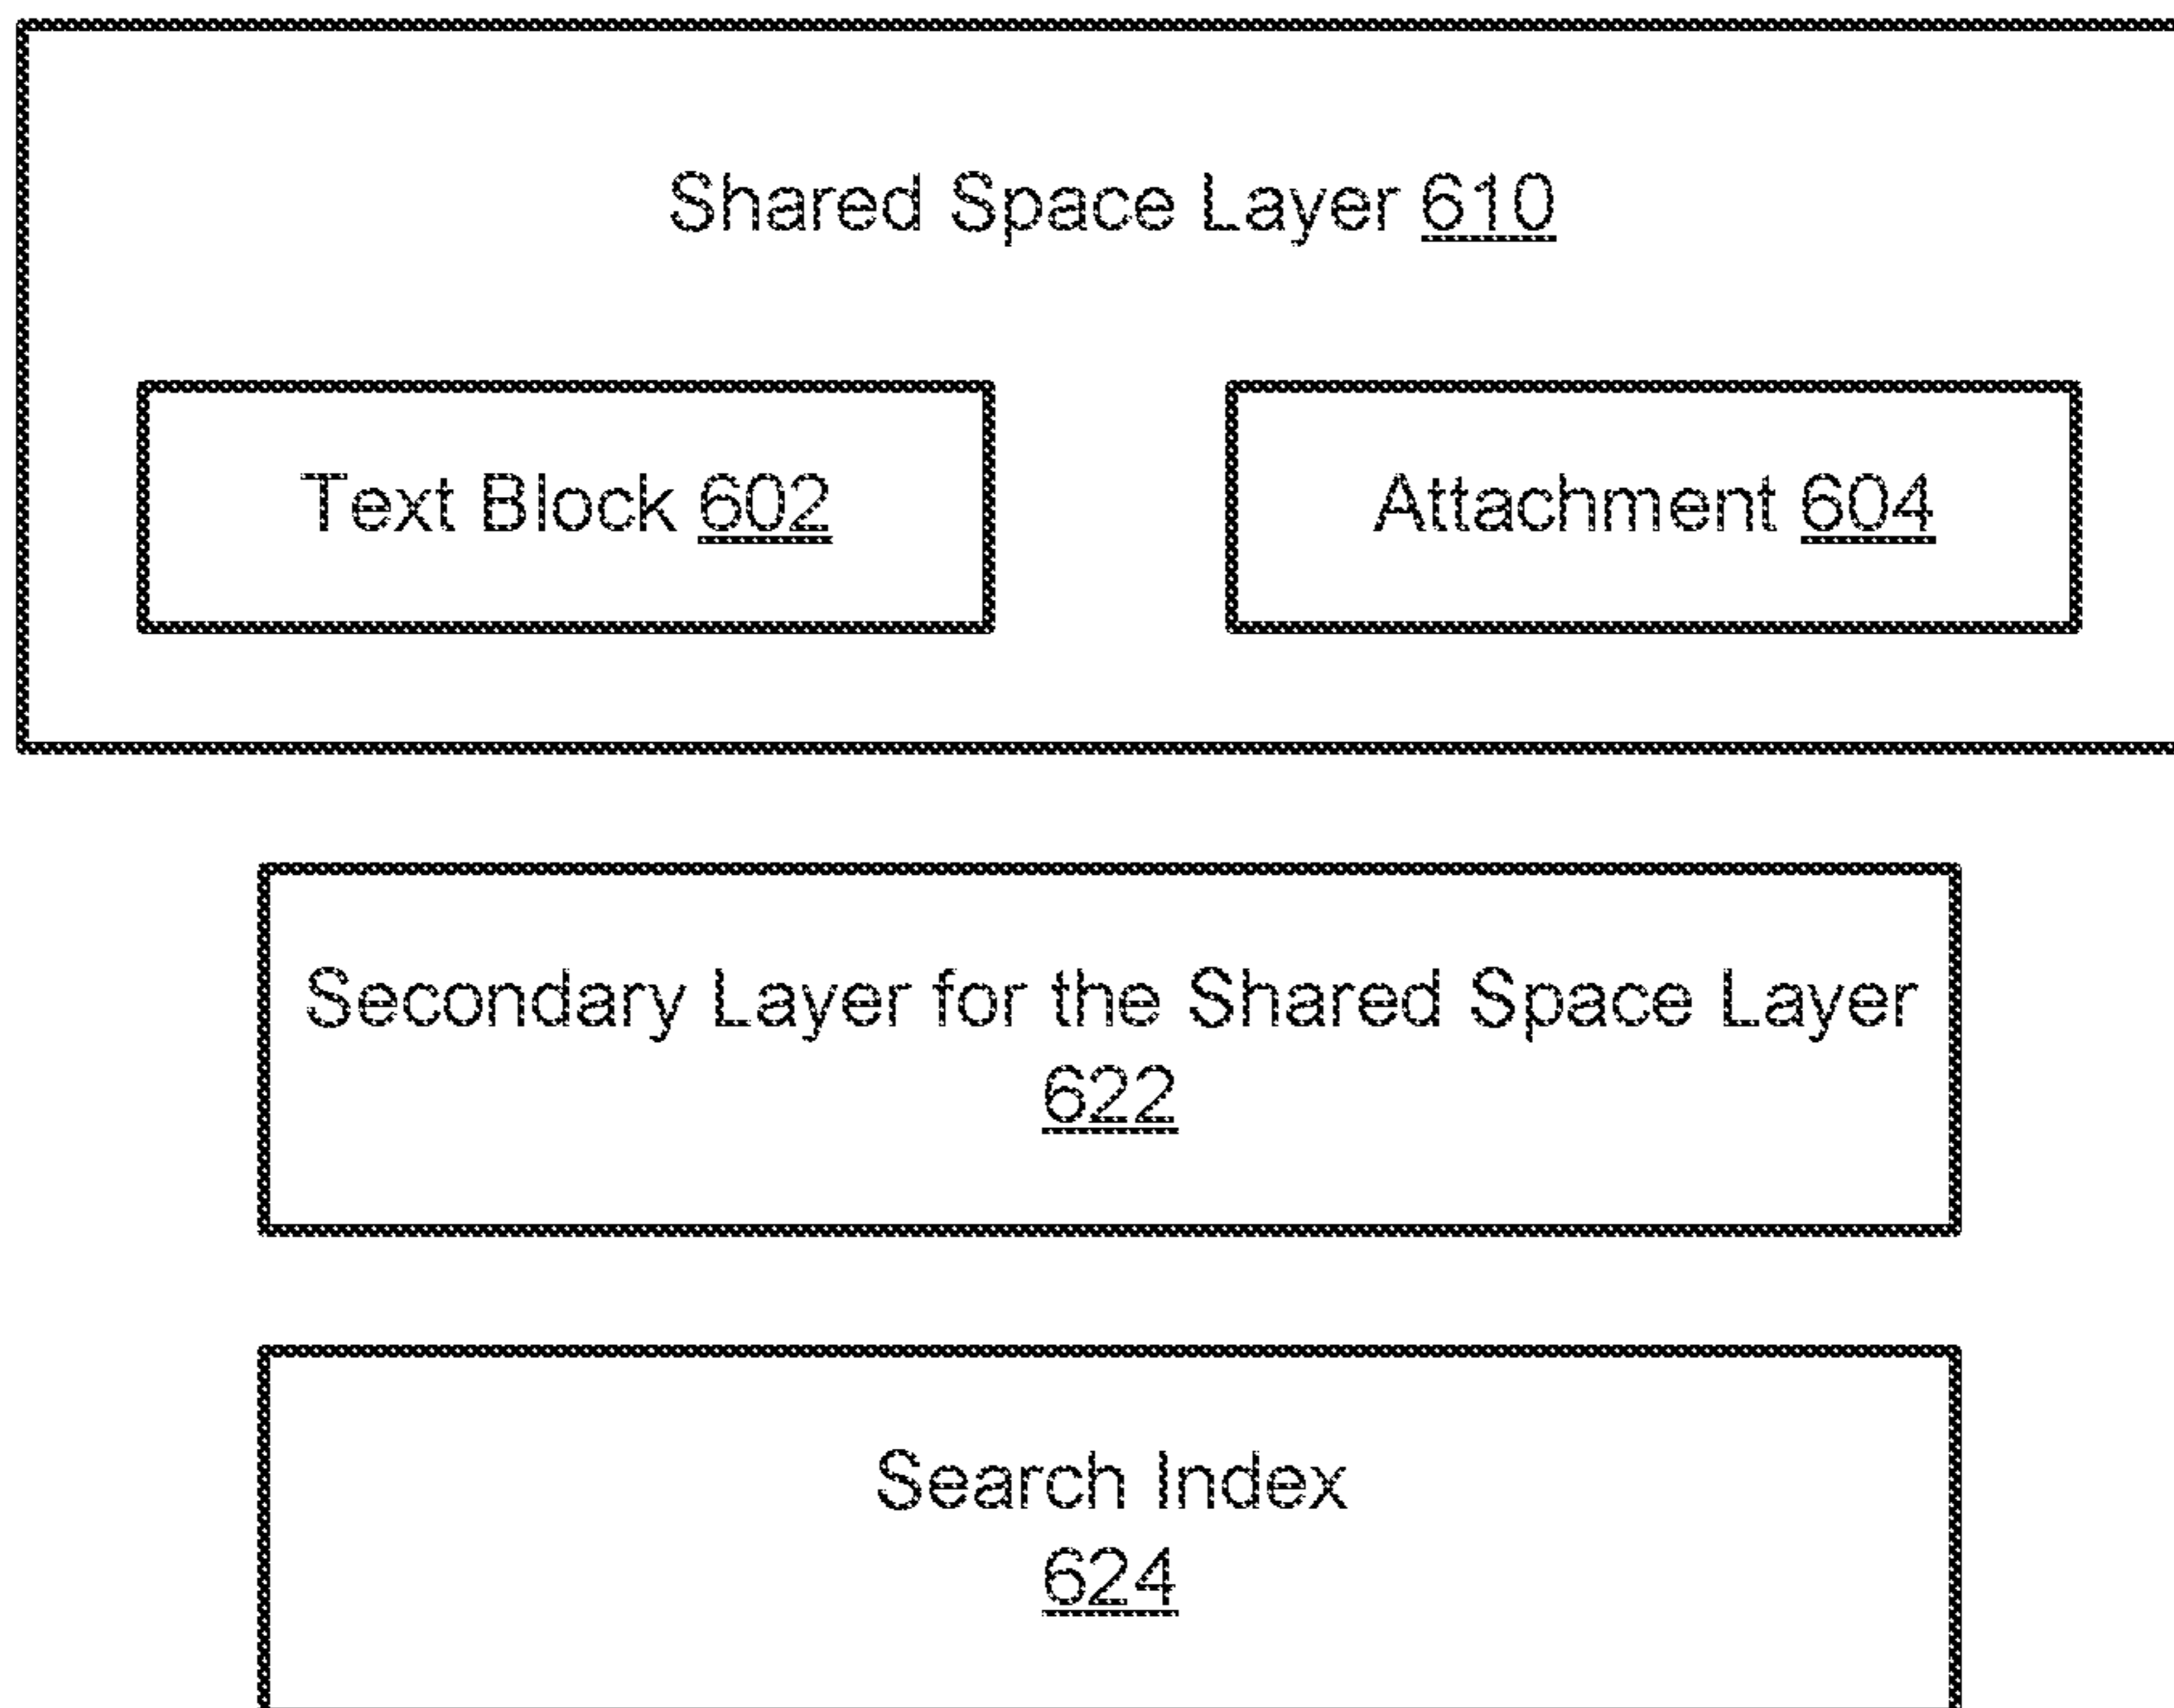 Shared Space Layer 610
Text Block 602
Attachment 604
Secondary Layer for the Shared Space Layer
622
Search Index
624